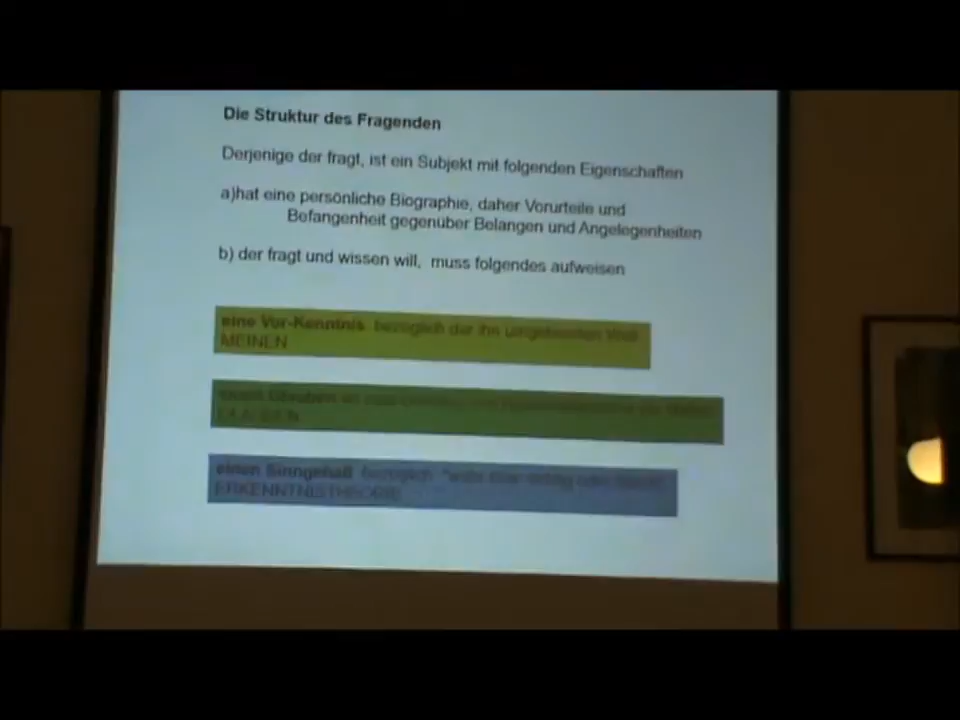 Die Struktur des Fragenden
Derjenige der fragt, ist ein Subjekt mit folgenden Eigenschaften
a)hat eine persönliche Biographie, daher Vorurteile und
Befangenheit gegenüber Belangen und Angelegenheiten
b) der fragt und wissen will, muss folgendes aufweisen
eine Vor-Kenntnis bezüglich der ihn umgebenden Welt
MEINEN
einen Sinngehalt bezüglich
ERKENNTNISTHEORIE